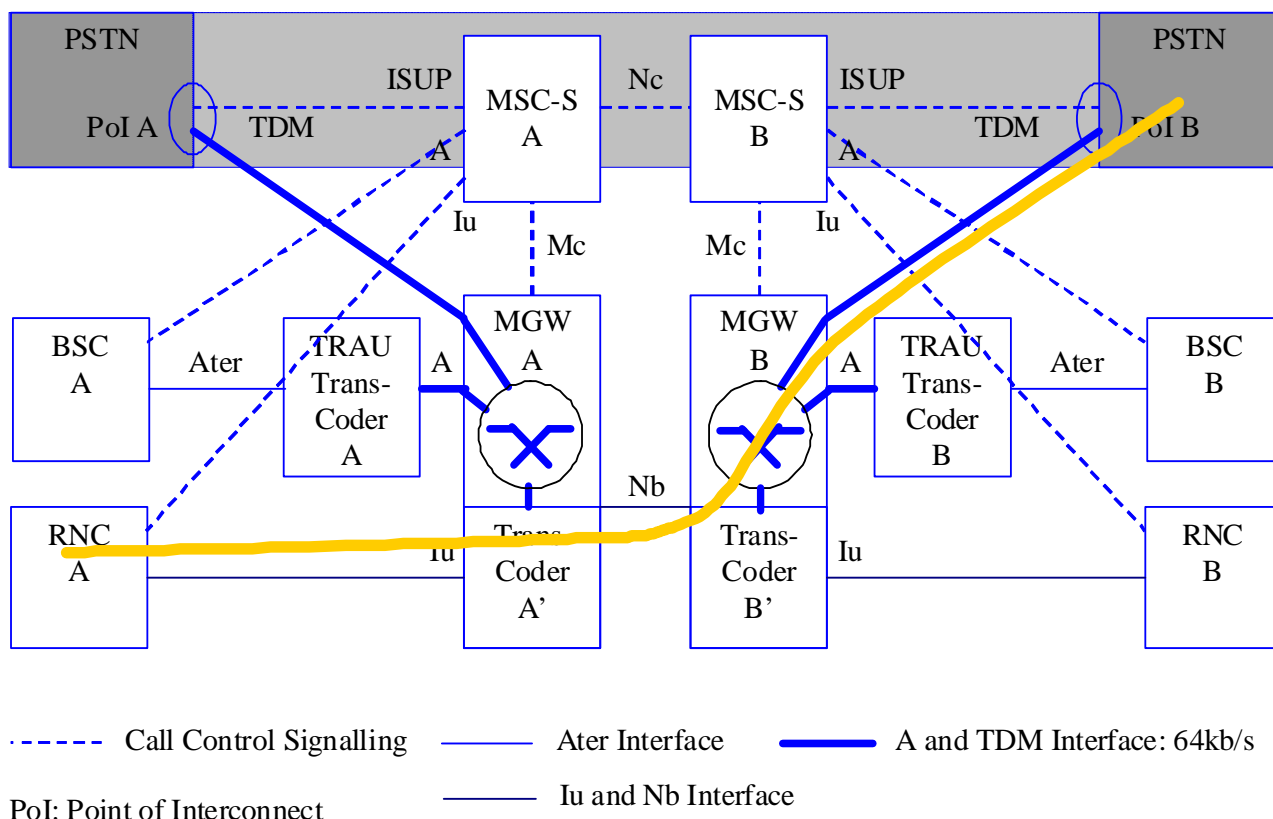 PSTN
PSTN
ISUP
Nc
ISUP
MSC-S
A
MSC-S
B
PoI A
TDM
TDM
PoI B
A
A
Iu
Iu
Mc
Mc
BSC
A
Ater
TRAU
Trans-
Coder
A
A
MGW
A
MGW
B
A
TRAU
Trans-
Coder
B
Ater
BSC
B
Nb
RNC
A
Iu
Trans-
Coder
A’
Trans-
Coder
B’
Iu
RNC
B
Call Control Signalling
Ater Interface
A and TDM Interface: 64kb/s
PoI: Point of Interconnect
Iu and Nb Interface